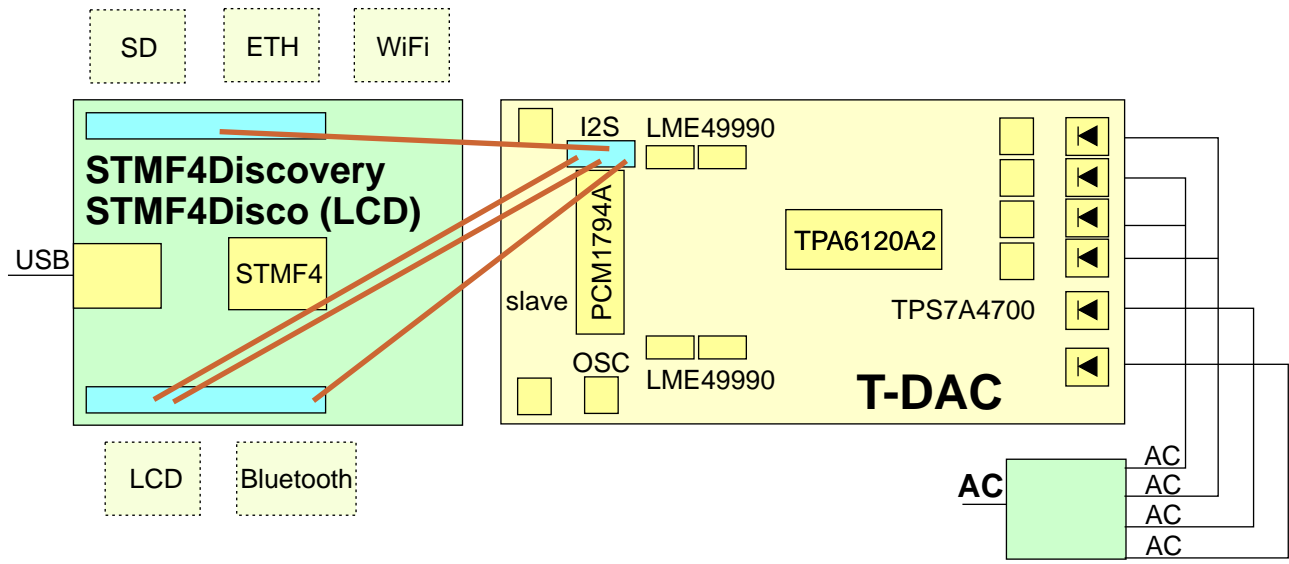 SD
ETH
WiFi
STMF4Discovery
STMF4Disco (LCD)
USB
STMF4
LCD
Bluetooth
I2S
LME49990
PCM1794A
TPA6120A2
slave
TPS7A4700
OSC
LME49990
T-DAC
AC
AC
AC
AC
AC